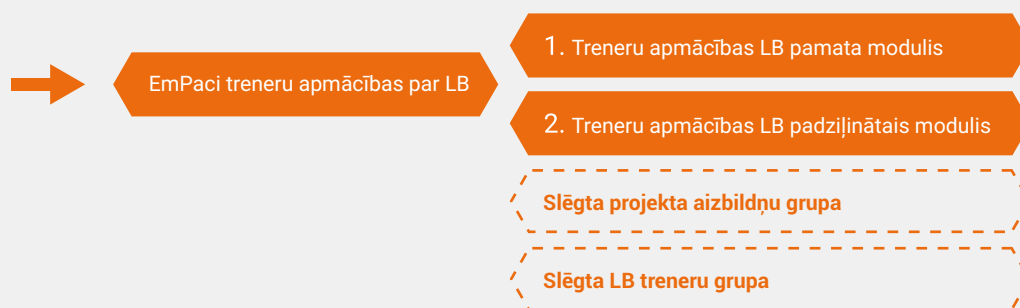 EmPaci treneru apmācības par LB
1. Treneru apmācības LB pamata modulis
2. Treneru apmācības LB padziļinātais modulis
Slēgta projekta aizbildņu grupa
Slēgta LB treneru grupa